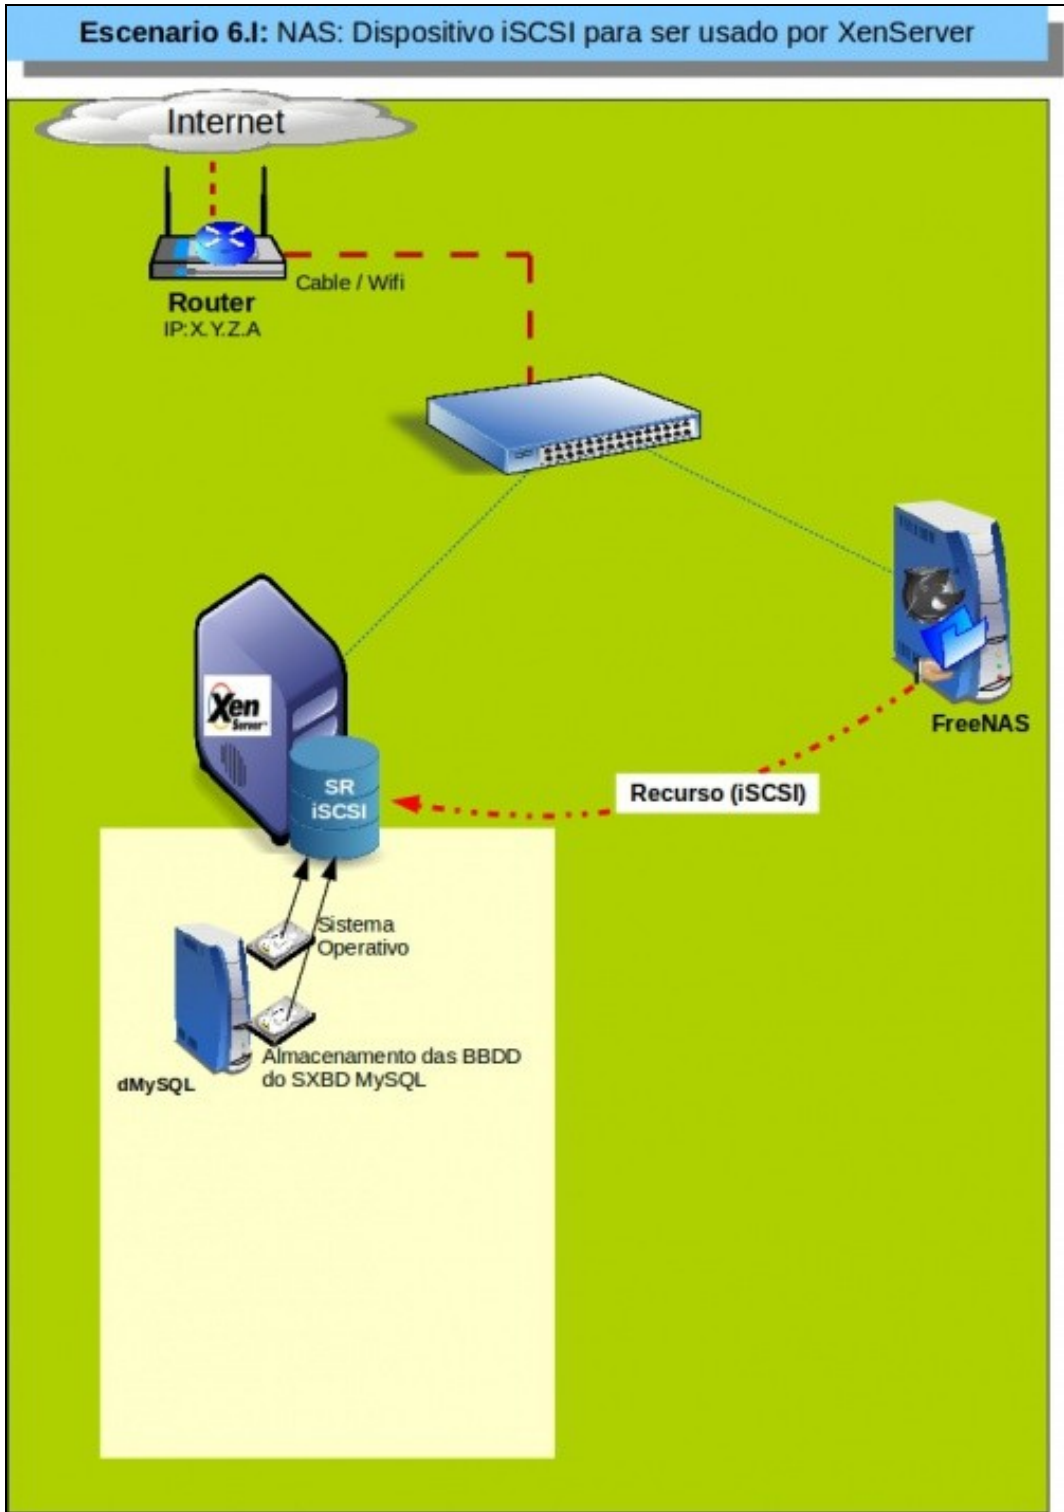 Escenario 6.I: NAS: Dispositivo iSCSI para ser usado por XenServer
Internet
Cable / Wifi
Router
IP:X.Y.Z.A
Xen
Server
FreeNAS
SR
iSCSI
Recurso (iSCSI)
Sistema
Operativo
Almacenamento das BBDD
do SXBD MySQL
dMySQL